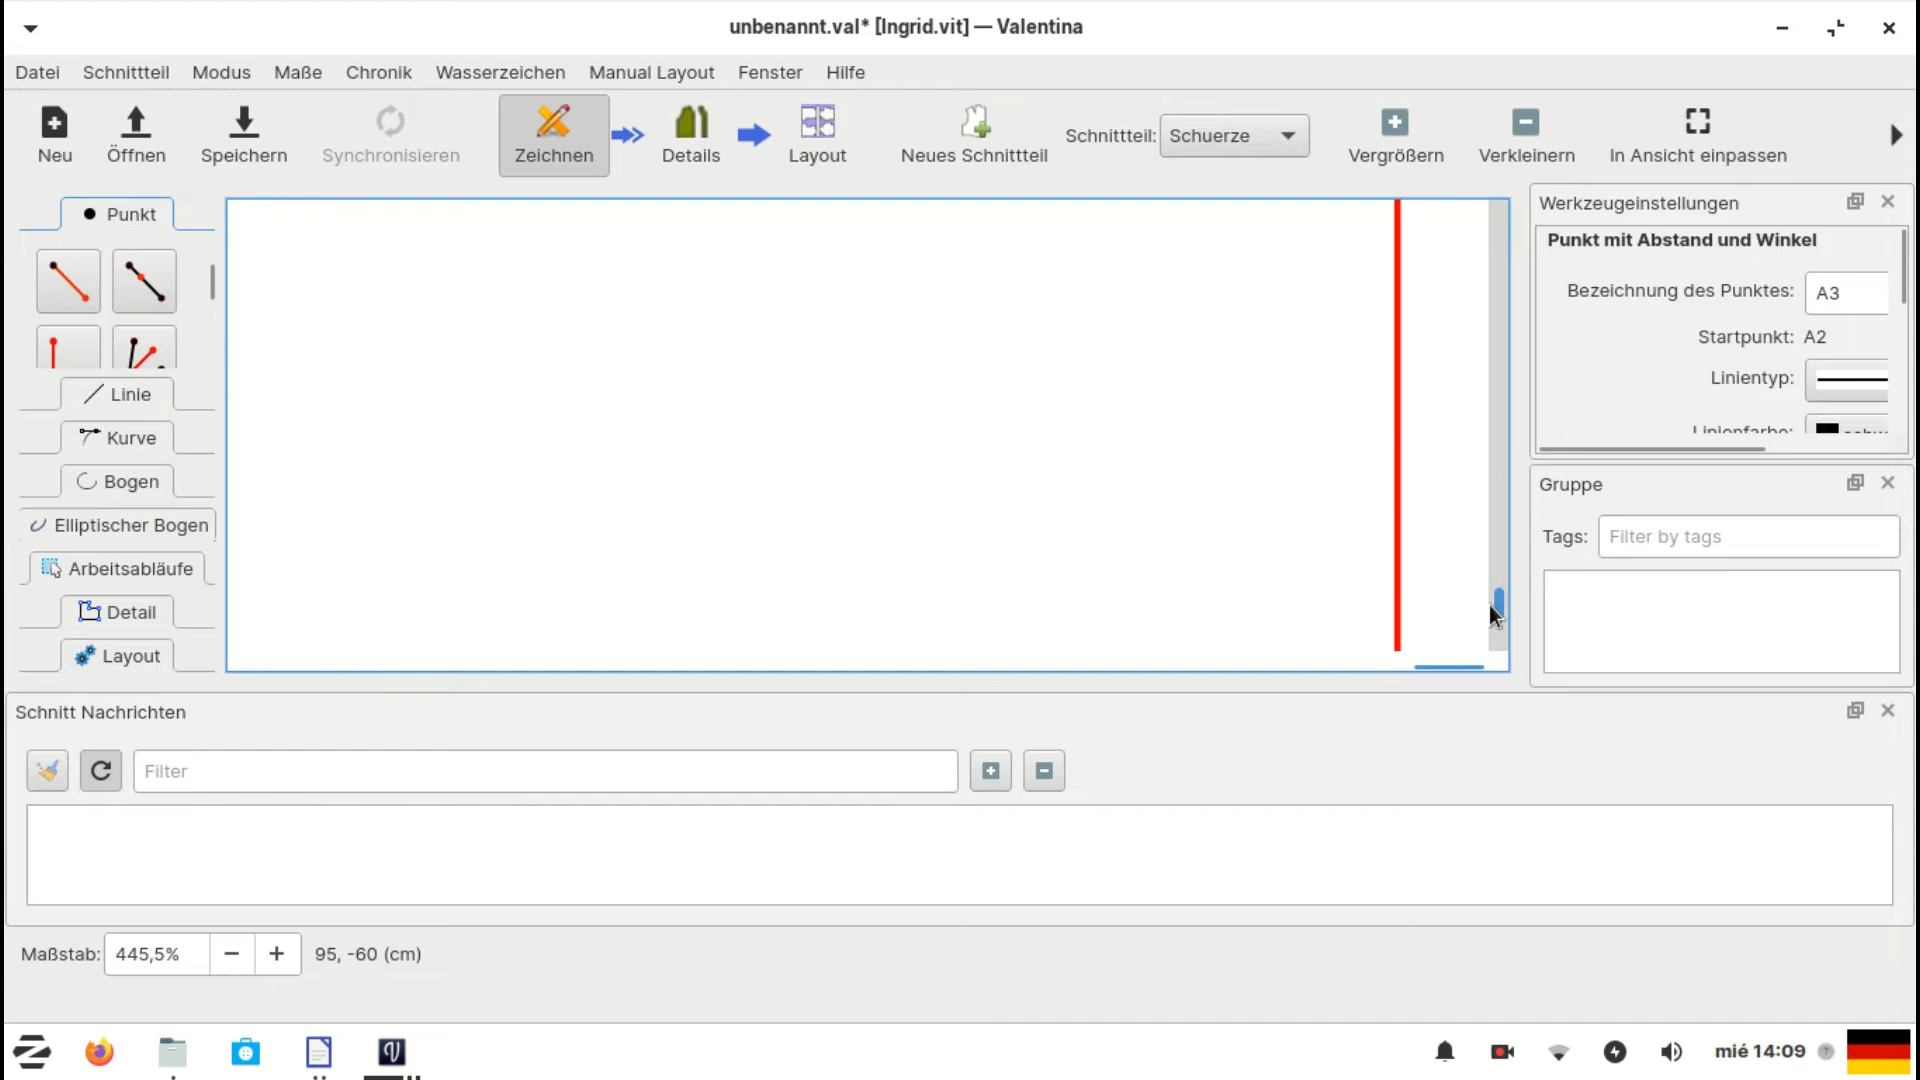 unbenannt.val* [Ingrid.vit] — Valentina
Datei Schnittteil Modus Maße Chronik Wasserzeichen Manual Layout Fenster Hilfe
Neu Öffnen Speichern Synchronisieren Zeichnen Details Layout Neues Schnittteil Schnittteil: Schuerze Vergrößern Verkleinern In Ansicht einpassen
Punkt
Linie
Kurve
Bogen
Elliptischer Bogen
Arbeitsabläufe
Detail
Layout
Werkzeugeinstellungen
Punkt mit Abstand und Winkel
Bezeichnung des Punktes: A3
Startpunkt: A2
Linientyp:
Linienfarbe:
Gruppe
Tags: Filter by tags
Schnitt Nachrichten
Filter
Maßstab: 445,5% 95, -60 (cm)
mié 14:09